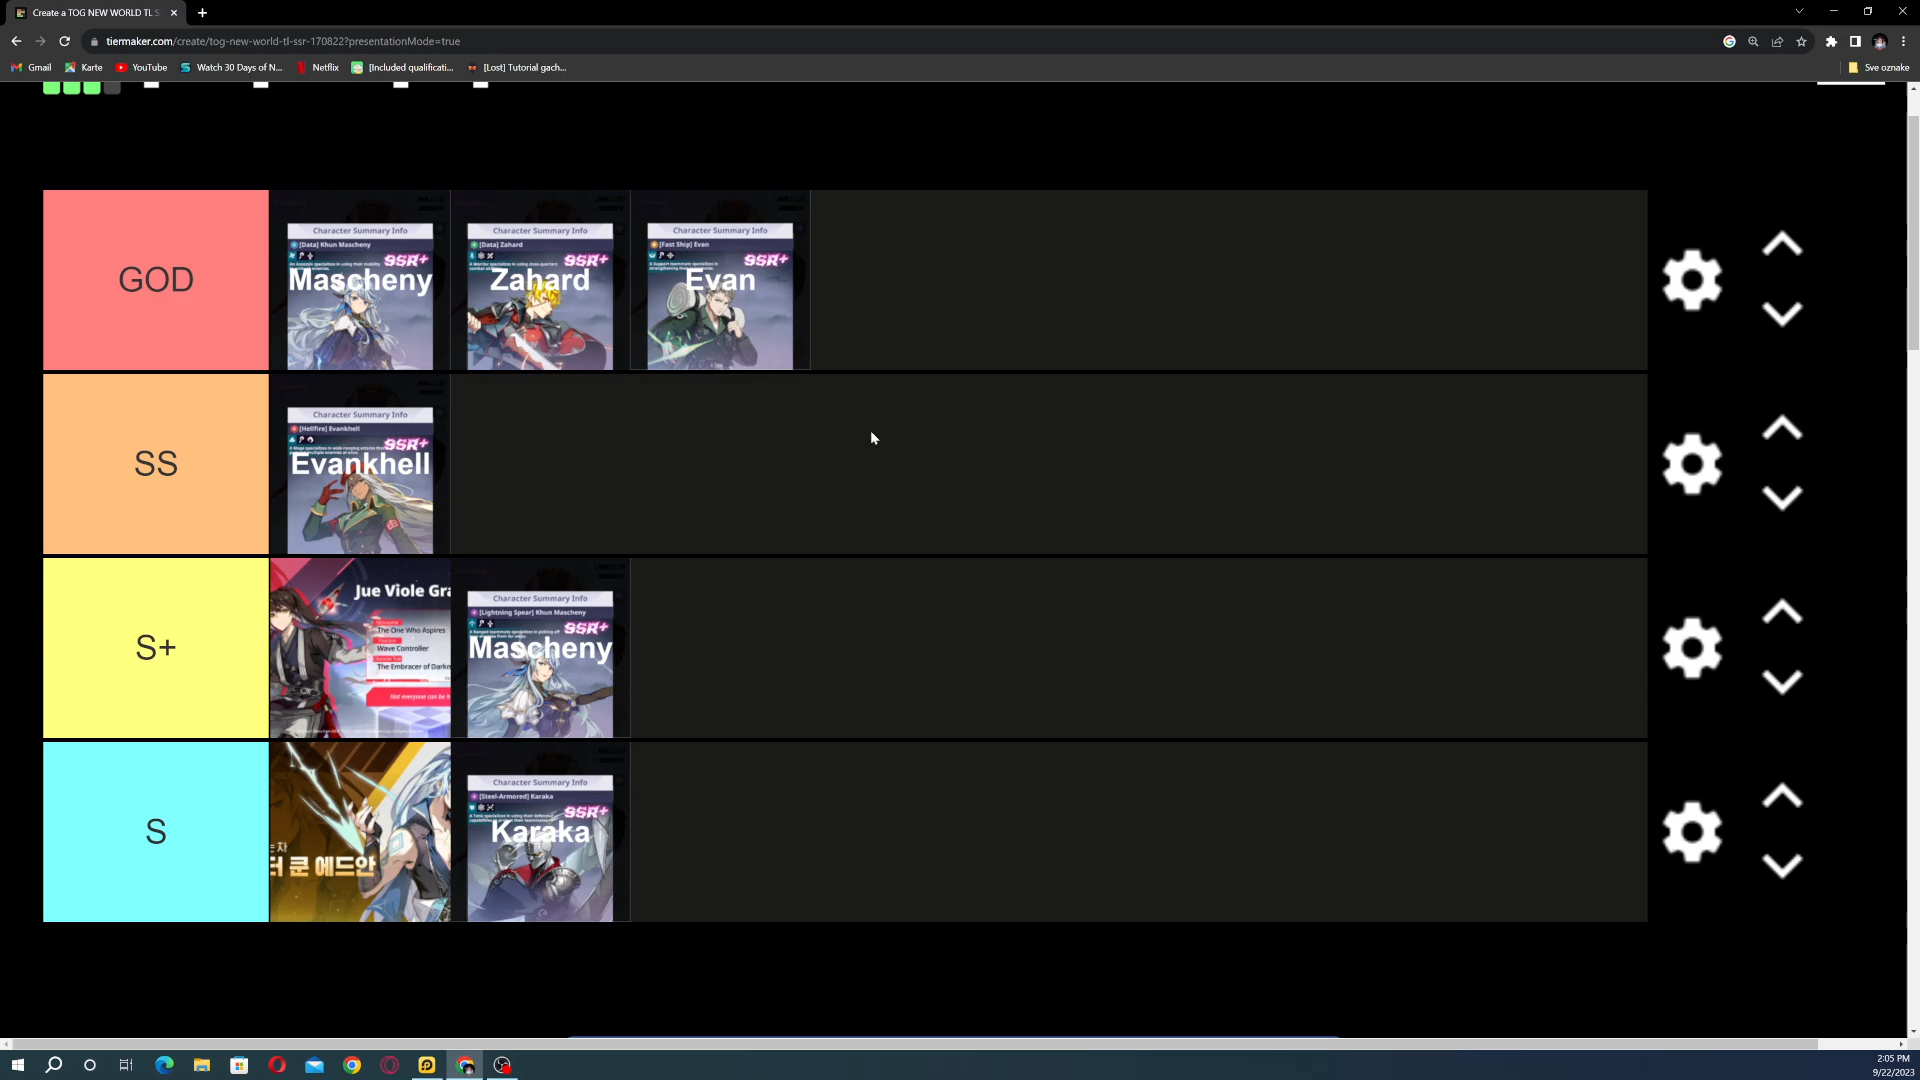 Create a TOG NEW WORLD TL S
tiermaker.com/create/tog-new-world-tl-ssr-170822?presentationMode=true
Gmail
Karte
YouTube
Watch 30 Days of N...
Netflix
[Included qualificati...
[Lost] Tutorial gach...
Sve oznake
GOD
Character Summary Info
[Data] Khun Mascheny
SSR+
Mascheny
Character Summary Info
[Data] Zahard
SSR+
Zahard
Character Summary Info
[Fast Ship] Evan
SSR+
Evan
SS
Character Summary Info
[Hellfire] Evankhell
SSR+
Evankhell
S+
Jue Viole Gra
The One Who Aspires
Wave Controller
The Embracer of Darkn
Not everyone can be h
Character Summary Info
[Lightning Spear] Khun Mascheny
SSR+
Mascheny
S
쿤 에드안
Character Summary Info
[Steel-Armored] Karaka
SSR+
Karaka
2:05 PM
9/22/2023